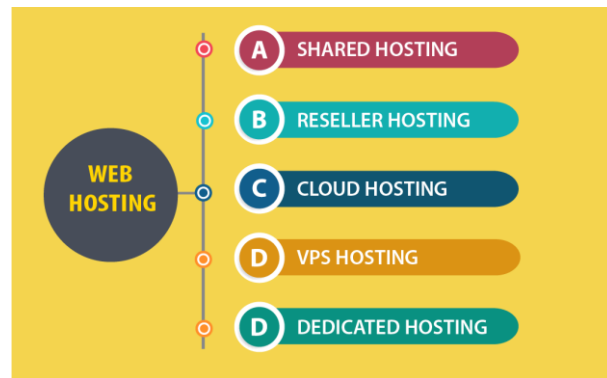 WEB
HOSTING
A SHARED HOSTING
B RESELLER HOSTING
C CLOUD HOSTING
D VPS HOSTING
D DEDICATED HOSTING